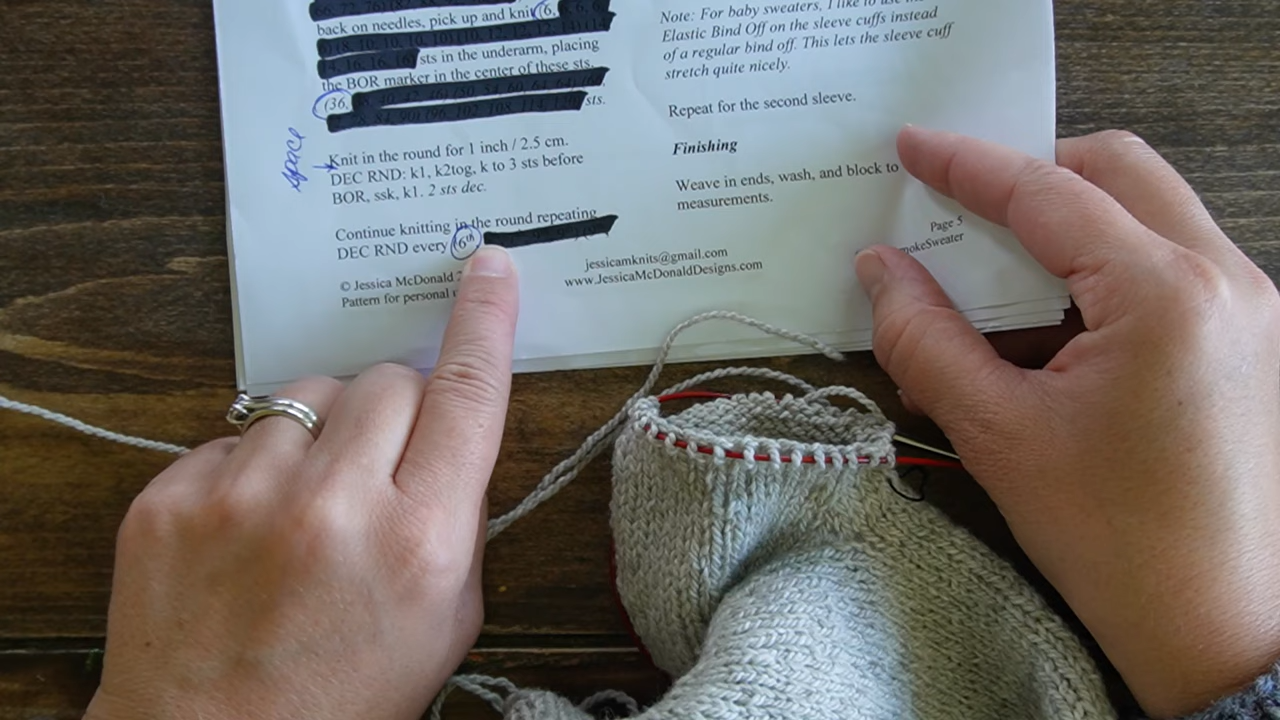 back on needles, pick up and knit (6,
sts in the underarm, placing
the BOR marker in the center of these sts.
(36,
sts.
space
Knit in the round for 1 inch / 2.5 cm.
DEC RND: k1, k2tog, k to 3 sts before
BOR, ssk, k1. 2 sts dec.
Continue knitting in the round repeating
DEC RND every 6th
© Jessica McDonald
Pattern for personal
Note: For baby sweaters, I like to use the
Elastic Bind Off on the sleeve cuffs instead
of a regular bind off. This lets the sleeve cuff
stretch quite nicely.
Repeat for the second sleeve.
Finishing
Weave in ends, wash, and block to
measurements.
jessicamknits@gmail.com
www.JessicaMcDonaldDesigns.com
Page 5
mokeSweater